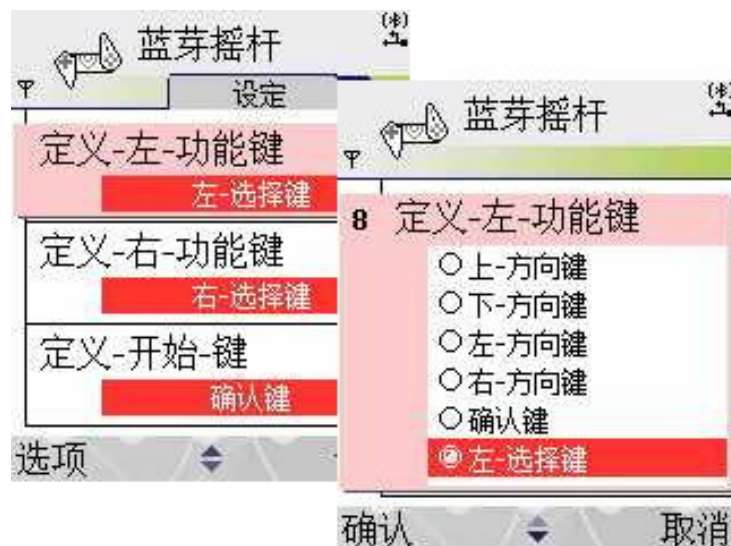 蓝芽摇杆
设定
定义-左-功能键
左-选择键
定义-右-功能键
右-选择键
定义-开始-键
确认键
选项
蓝芽摇杆
8 定义-左-功能键
上-方向键
下-方向键
左-方向键
右-方向键
确认键
左-选择键
确认 取消